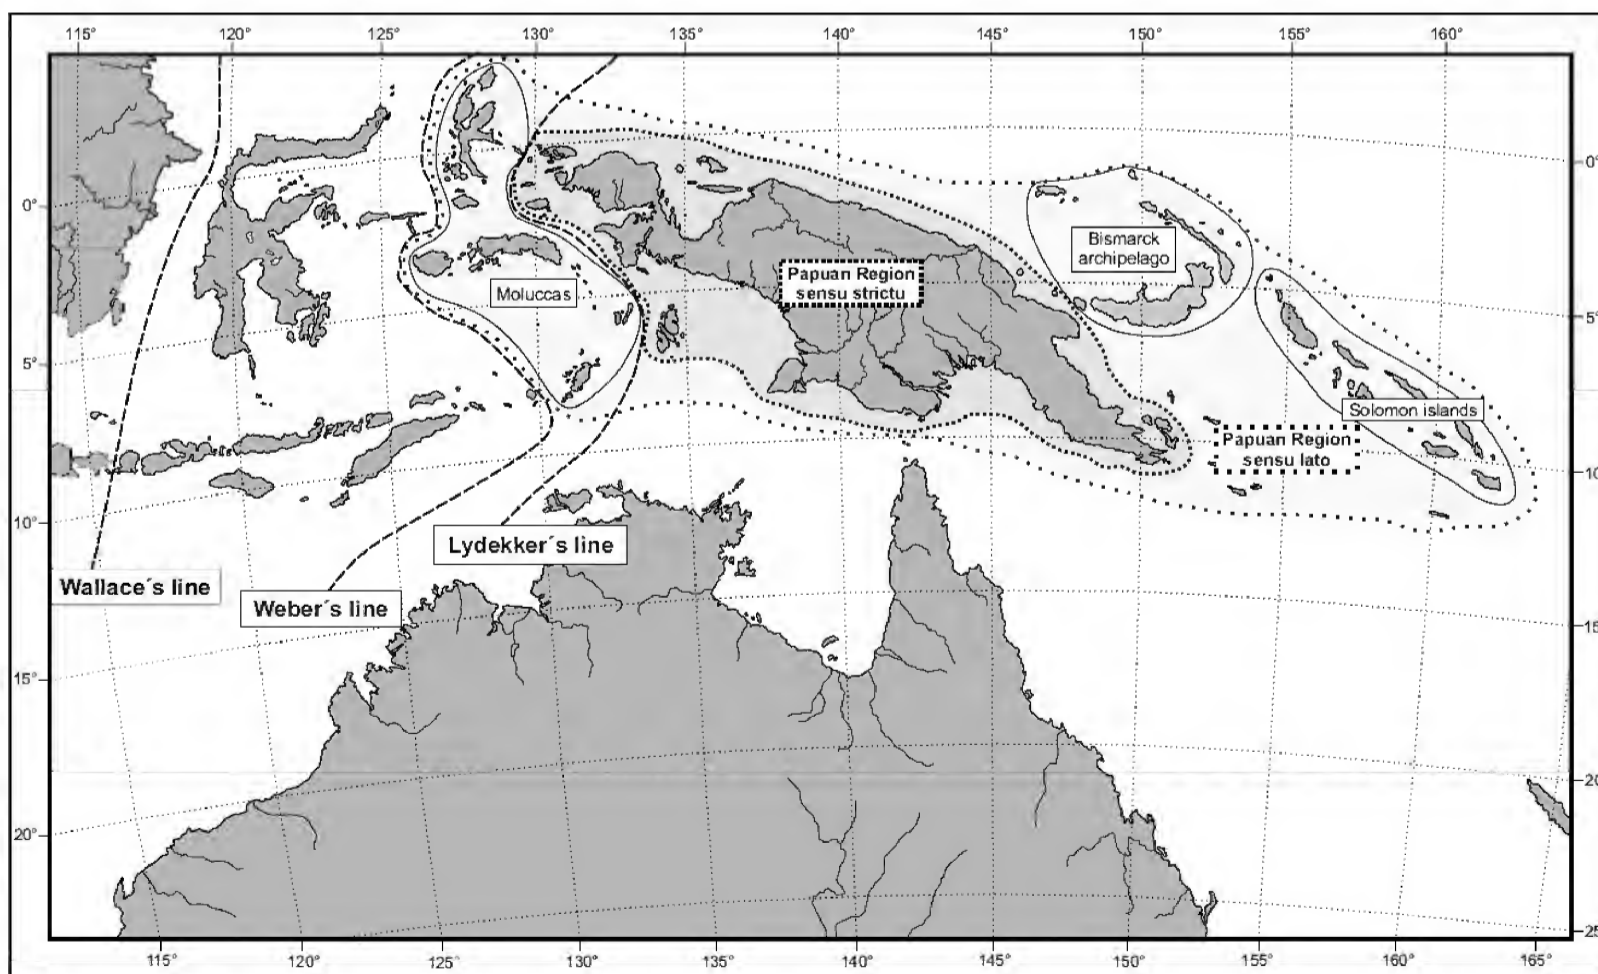 115° 120° 125° 130° 135° 140° 145° 150° 155° 160°
0° 0°
Bismarck
archipelago
Papuan Region
sensu strictu
Moluccas
5° 5°
Solomon islands
Papuan Region
sensu lato
10° 10°
Lydekker´s line
Wallace´s line
Weber´s line
15° 15
20° 20
25
115° 120° 125° 130° 135° 140° 145° 150° 155° 160° 165°